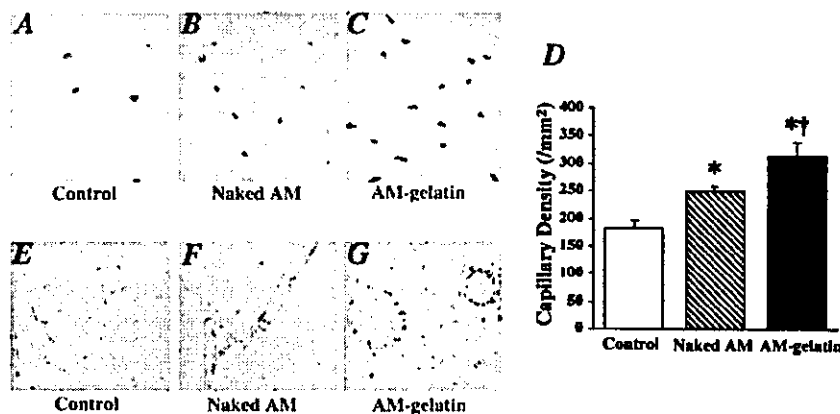 A
B
C
Control
Naked AM
AM-gelatin
D
Capillary Density (/mm²)
400
350
300
250
200
150
100
50
0
*
*†
Control
Naked AM
AM-gelatin
E
F
G
Control
Naked AM
AM-gelatin